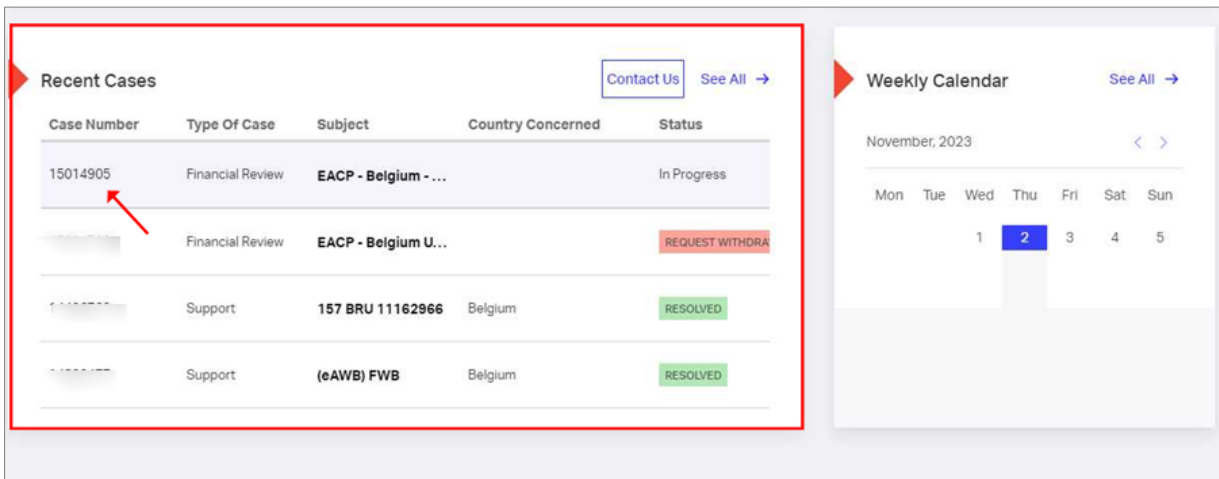 Recent Cases
Contact Us
See All →
Case Number Type Of Case Subject Country Concerned Status
15014905 Financial Review EACP - Belgium - ... In Progress
Financial Review EACP - Belgium U... REQUEST WITHDRA
Support 157 BRU 11162966 Belgium RESOLVED
Support (eAWB) FWB Belgium RESOLVED
Weekly Calendar
See All →
November, 2023
< >
Mon Tue Wed Thu Fri Sat Sun
1 2 3 4 5